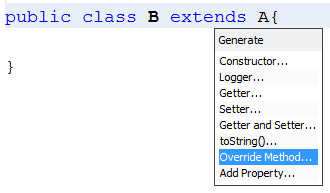 public class B extends A{
Generate
Constructor...
Logger...
Getter...
Setter...
Getter and Setter...
toString()...
Override Method...
Add Property...
}